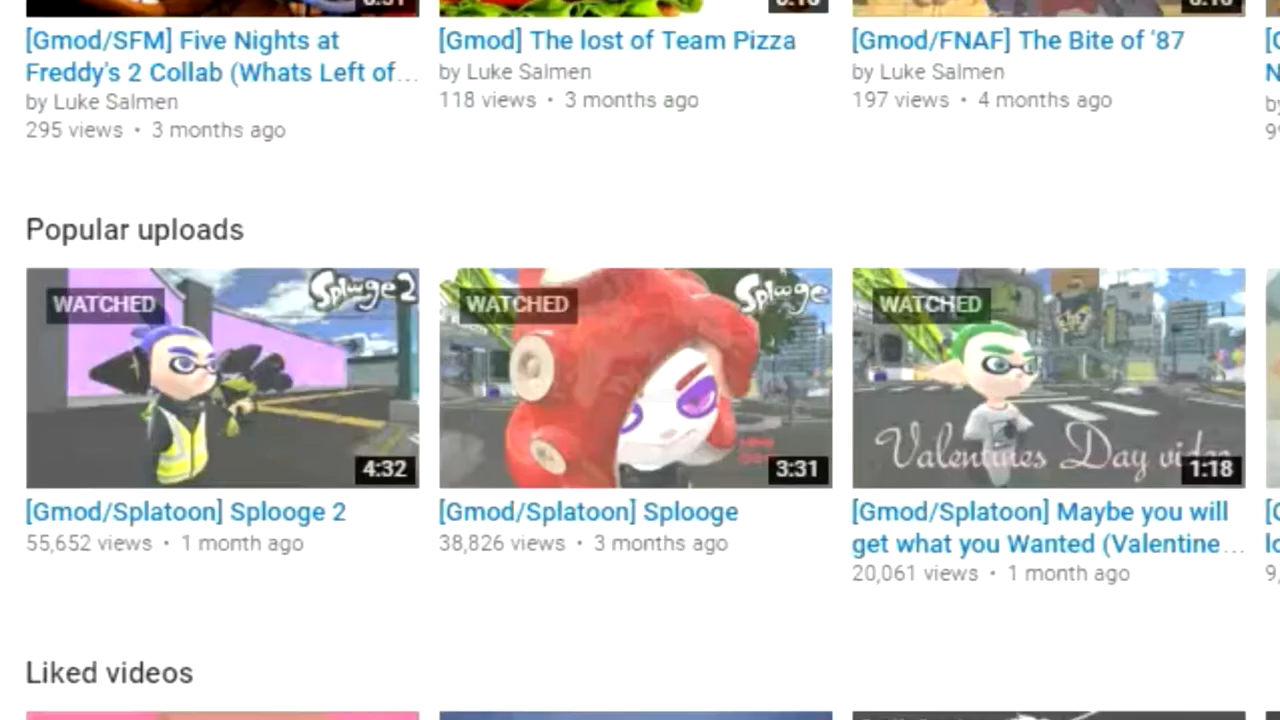 [Gmod/SFM] Five Nights at
Freddy's 2 Collab (Whats Left of...
by Luke Salmen
295 views • 3 months ago
[Gmod] The lost of Team Pizza
by Luke Salmen
118 views • 3 months ago
[Gmod/FNAF] The Bite of '87
by Luke Salmen
197 views • 4 months ago
Popular uploads
WATCHED
Splooge 2
4:32
[Gmod/Splatoon] Splooge 2
55,652 views • 1 month ago
WATCHED
Splooge
3:31
[Gmod/Splatoon] Splooge
38,826 views • 3 months ago
WATCHED
Valentines Day video
1:18
[Gmod/Splatoon] Maybe you will
get what you Wanted (Valentine...
20,061 views • 1 month ago
Liked videos